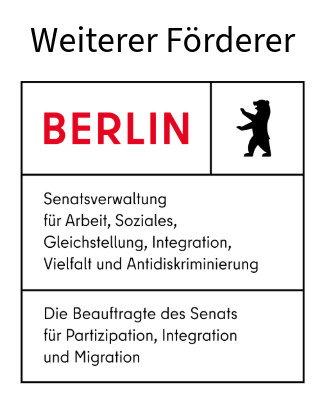 Weiterer Förderer
BERLIN
Senatsverwaltung
für Arbeit, Soziales,
Gleichstellung, Integration,
Vielfalt und Antidiskriminierung
Die Beauftragte des Senats
für Partizipation, Integration
und Migration